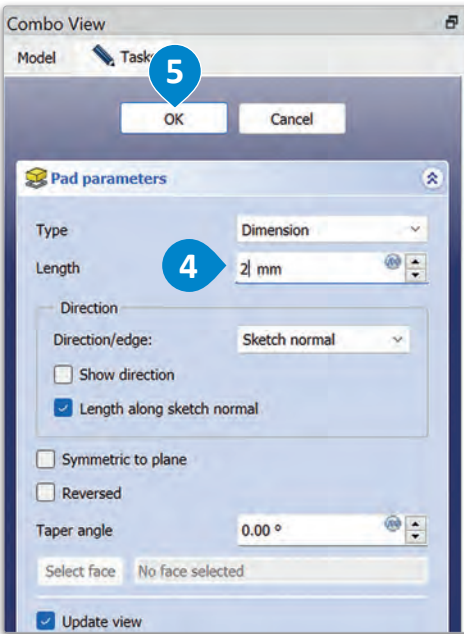 Combo View
Model Task
5
OK Cancel
Pad parameters
Type Dimension
Length 4 2 mm
Direction
Direction/edge: Sketch normal
Show direction
Length along sketch normal
Symmetric to plane
Reversed
Taper angle 0.00 °
Select face No face selected
Update view